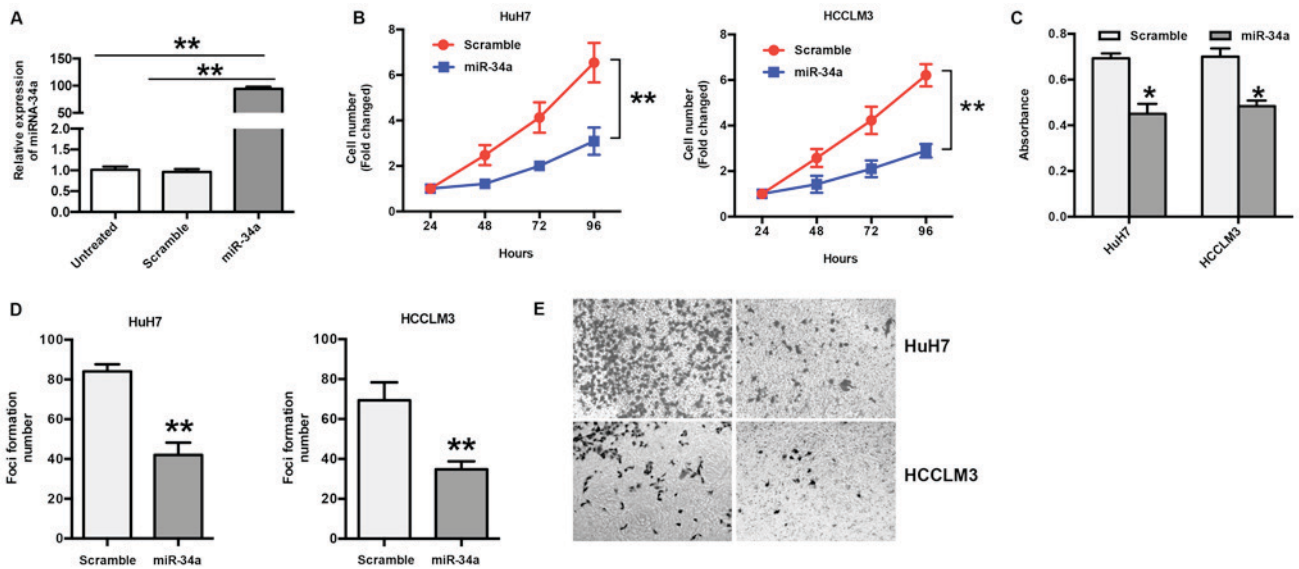 A
Relative expression
of miRNA-34a
150
100
50
2.0
1.5
1.0
0.5
0.0
**
**
Untreated
Scramble
miR-34a
B
HuH7
Cell number
(Fold changed)
8
6
4
2
0
Scramble
miR-34a
**
24 48 72 96
Hours
HCCLM3
Cell number
(Fold changed)
8
6
4
2
0
Scramble
miR-34a
**
24 48 72 96
Hours
C
Absorbance
0.8
0.6
0.4
0.2
0.0
Scramble miR-34a
* *
HuH7
HCCLM3
D
HuH7
Foci formation
number
100
80
60
40
20
0
**
Scramble miR-34a
HCCLM3
Foci formation
number
100
80
60
40
20
0
**
Scramble miR-34a
E
HuH7
HCCLM3